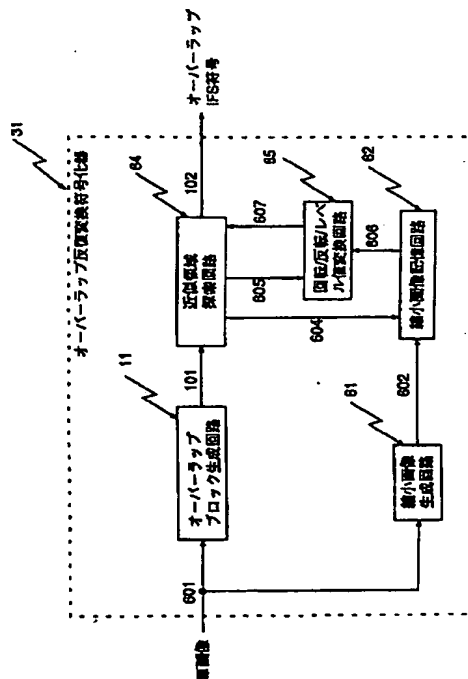 31
オーバーラップ反復変換符号化器
オーバーラップ
IFS符号
64
102
65
近似領域
探索回路
607
回転/反転/レベ
ル値変換回路
62
605
606
604
縮小画像記憶回路
11
101
オーバーラップ
ブロック生成回路
61
602
縮小画像
生成回路
601
原画像